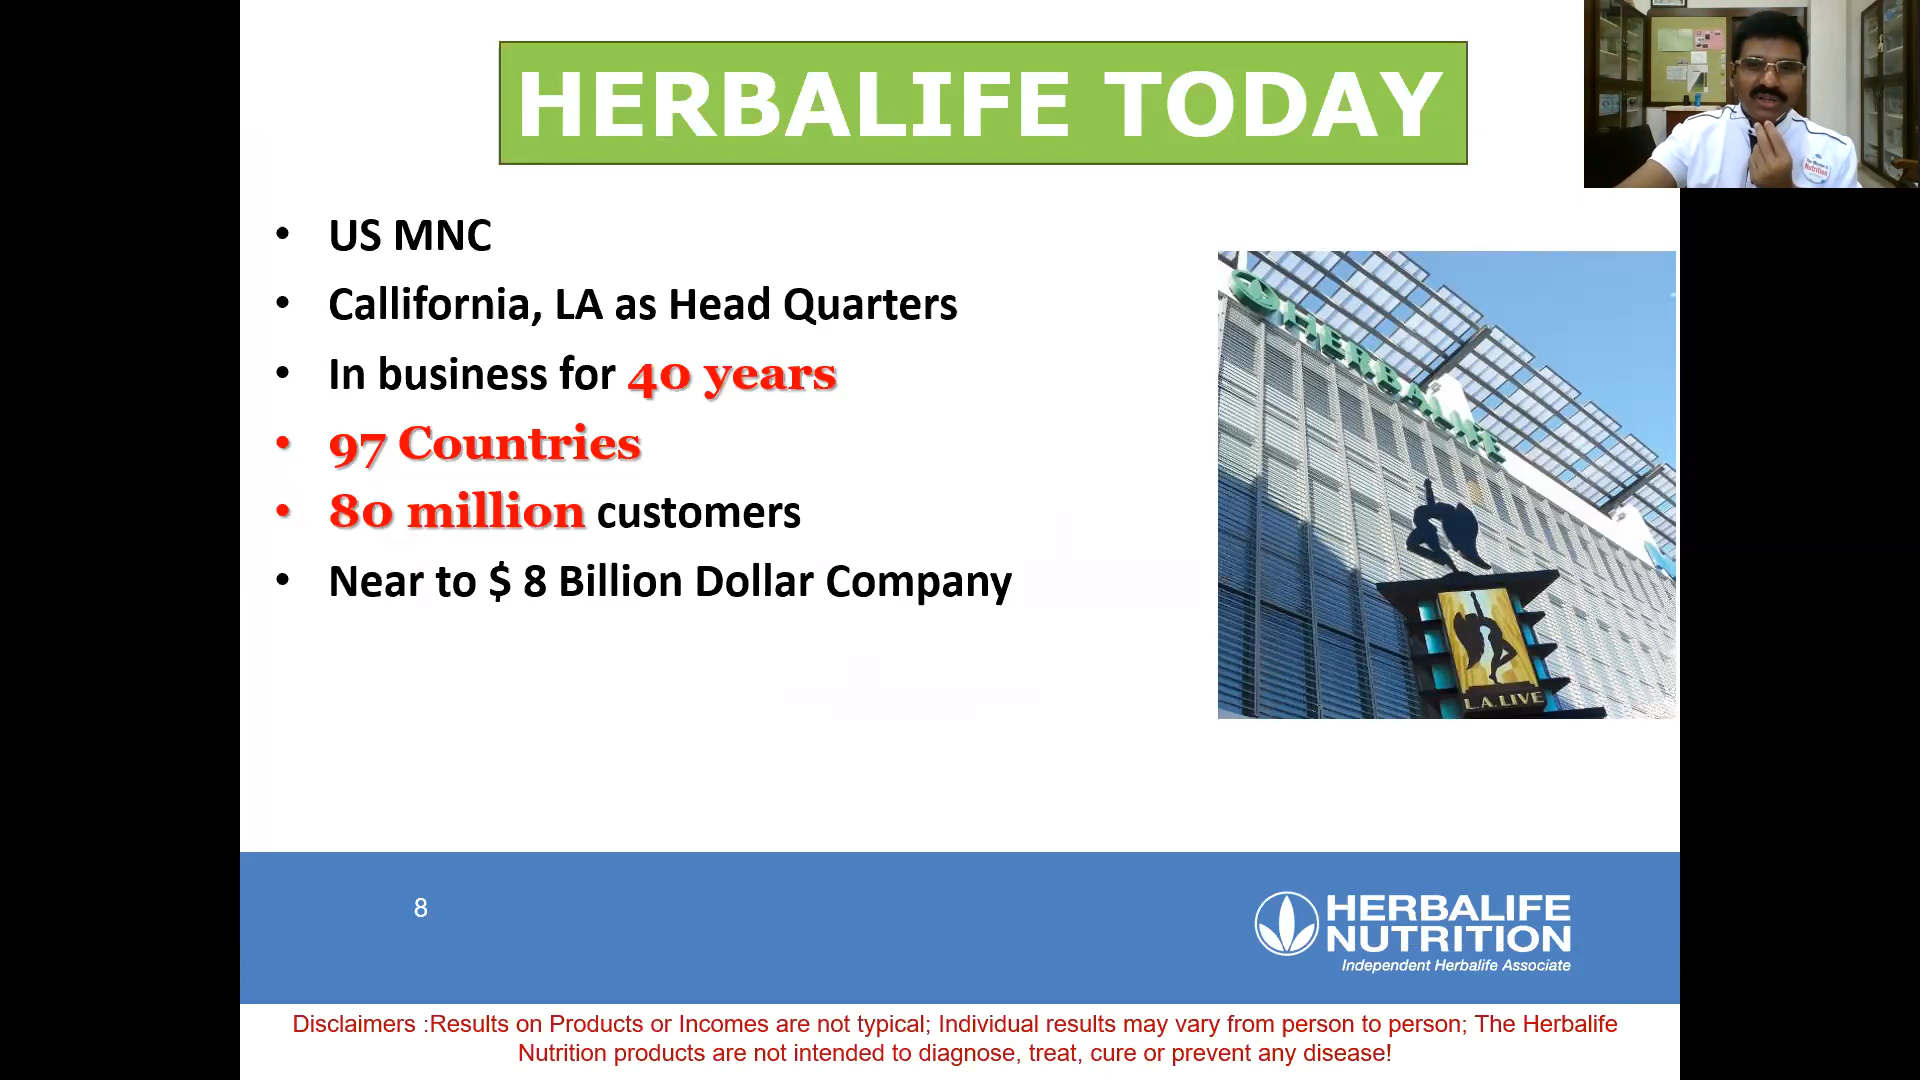 HERBALIFE TODAY
• US MNC
• Callifornia, LA as Head Quarters
• In business for 40 years
• 97 Countries
• 80 million customers
• Near to $ 8 Billion Dollar Company
HERBALIFE
L.A. LIVE
8
HERBALIFE
NUTRITION
Independent Herbalife Associate
Disclaimers :Results on Products or Incomes are not typical; Individual results may vary from person to person; The Herbalife
Nutrition products are not intended to diagnose, treat, cure or prevent any disease!